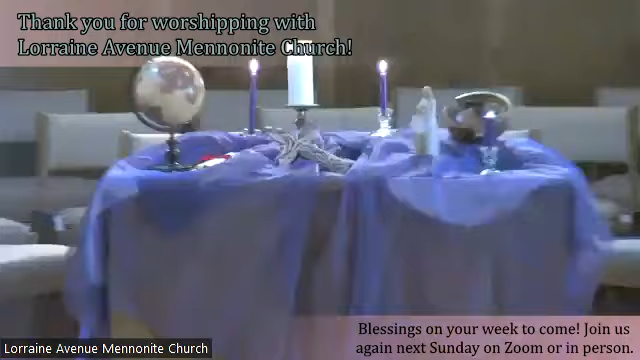 Thank you for worshipping with
Lorraine Avenue Mennonite Church!
Blessings on your week to come! Join us
again next Sunday on Zoom or in person.
Lorraine Avenue Mennonite Church